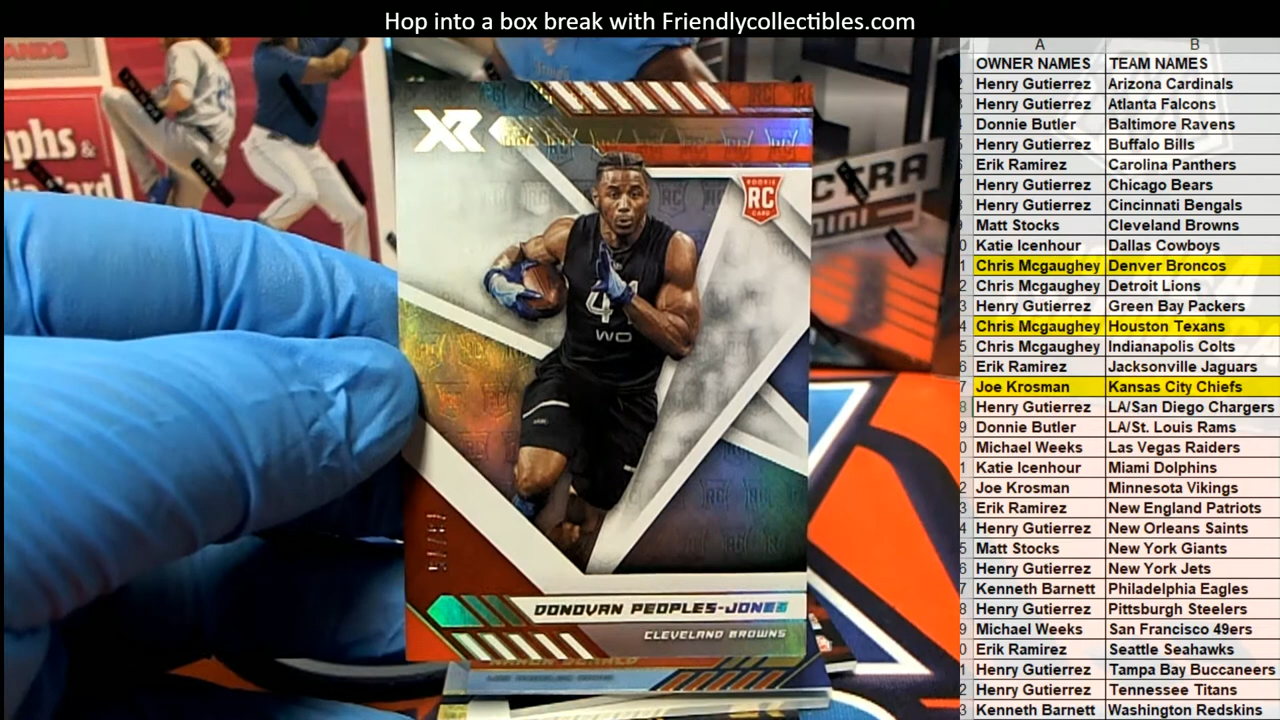 Hop into a box break with Friendlycollectibles.com
A B
OWNER NAMES TEAM NAMES
Henry Gutierrez Arizona Cardinals
Henry Gutierrez Atlanta Falcons
Donnie Butler Baltimore Ravens
Henry Gutierrez Buffalo Bills
Erik Ramirez Carolina Panthers
Henry Gutierrez Chicago Bears
Henry Gutierrez Cincinnati Bengals
Matt Stocks Cleveland Browns
Katie Icenhour Dallas Cowboys
Chris Mcgaughey Denver Broncos
Chris Mcgaughey Detroit Lions
Henry Gutierrez Green Bay Packers
Chris Mcgaughey Houston Texans
Chris Mcgaughey Indianapolis Colts
Erik Ramirez Jacksonville Jaguars
Joe Krosman Kansas City Chiefs
Henry Gutierrez LA/San Diego Chargers
Donnie Butler LA/St. Louis Rams
Michael Weeks Las Vegas Raiders
Katie Icenhour Miami Dolphins
Joe Krosman Minnesota Vikings
Erik Ramirez New England Patriots
Henry Gutierrez New Orleans Saints
Matt Stocks New York Giants
Henry Gutierrez New York Jets
Kenneth Barnett Philadelphia Eagles
Henry Gutierrez Pittsburgh Steelers
Michael Weeks San Francisco 49ers
Erik Ramirez Seattle Seahawks
Henry Gutierrez Tampa Bay Buccaneers
Henry Gutierrez Tennessee Titans
Kenneth Barnett Washington Redskins
XR
ROOKIE
RC
CARD
WO
DONOVAN PEOPLES-JONES
CLEVELAND BROWNS